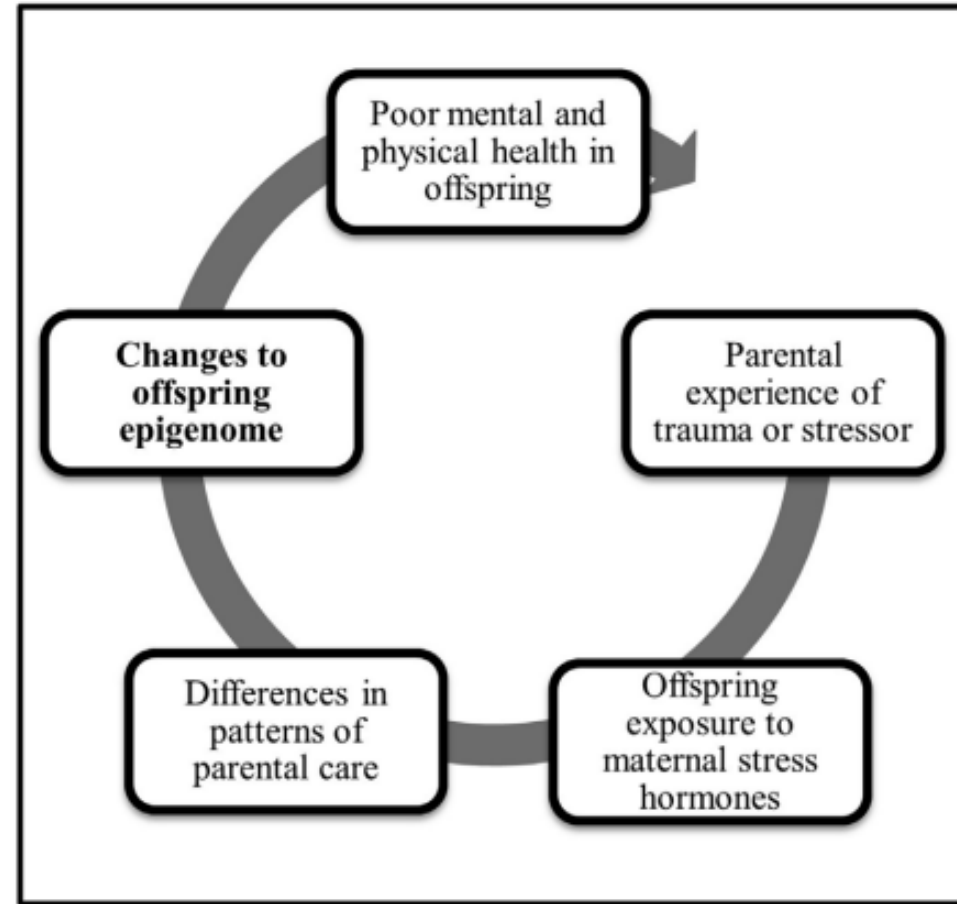 Poor mental and
physical health in
offspring
Parental
experience of
trauma or stressor
Offspring
exposure to
maternal stress
hormones
Differences in
patterns of
parental care
Changes to
offspring
epigenome